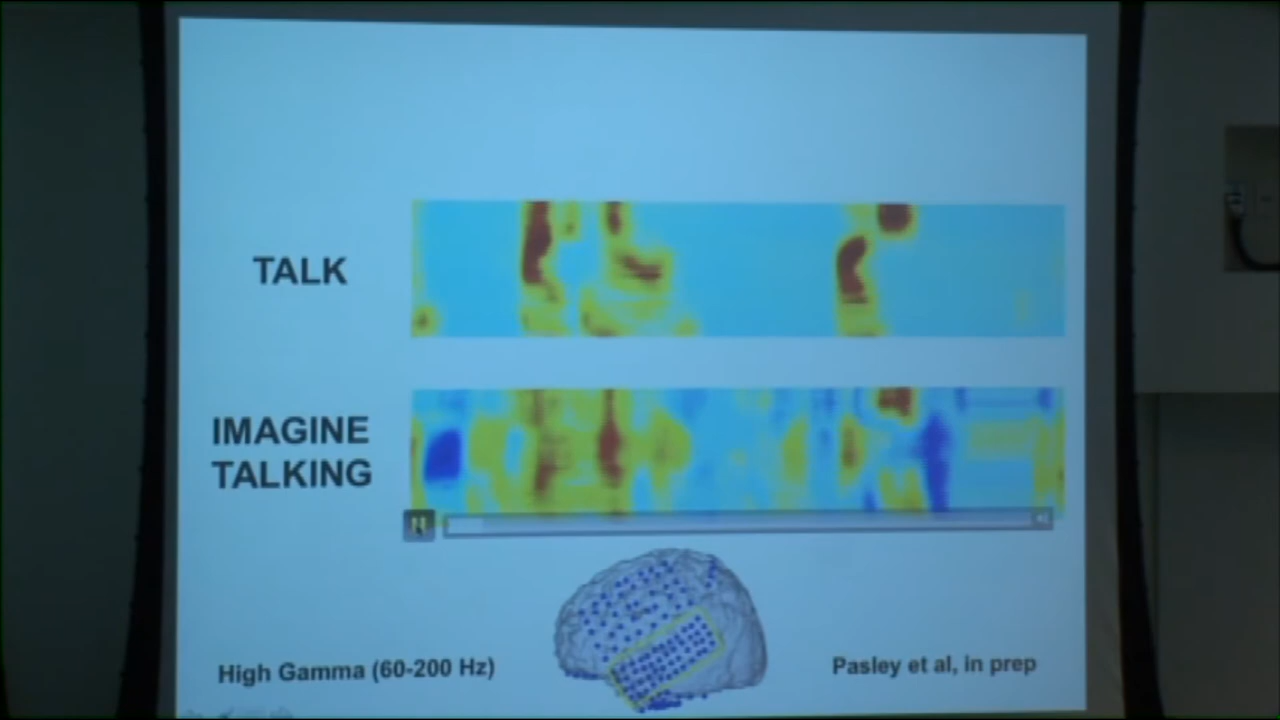 TALK
IMAGINE
TALKING
High Gamma (60-200 Hz)
Pasley et al, in prep